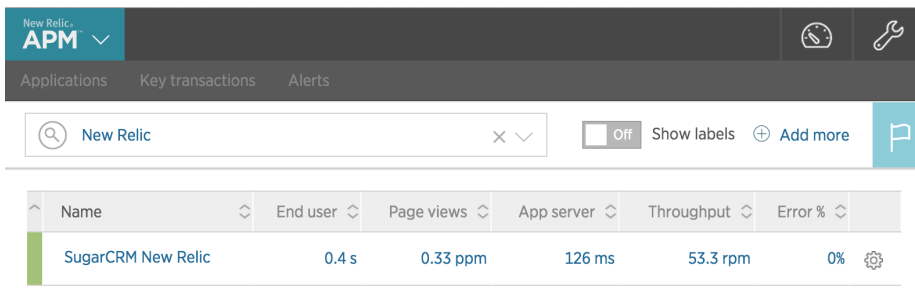 New Relic®
APM™
Applications Key transactions Alerts
New Relic Off Show labels Add more
Name End user Page views App server Throughput Error %
SugarCRM New Relic 0.4 s 0.33 ppm 126 ms 53.3 rpm 0%